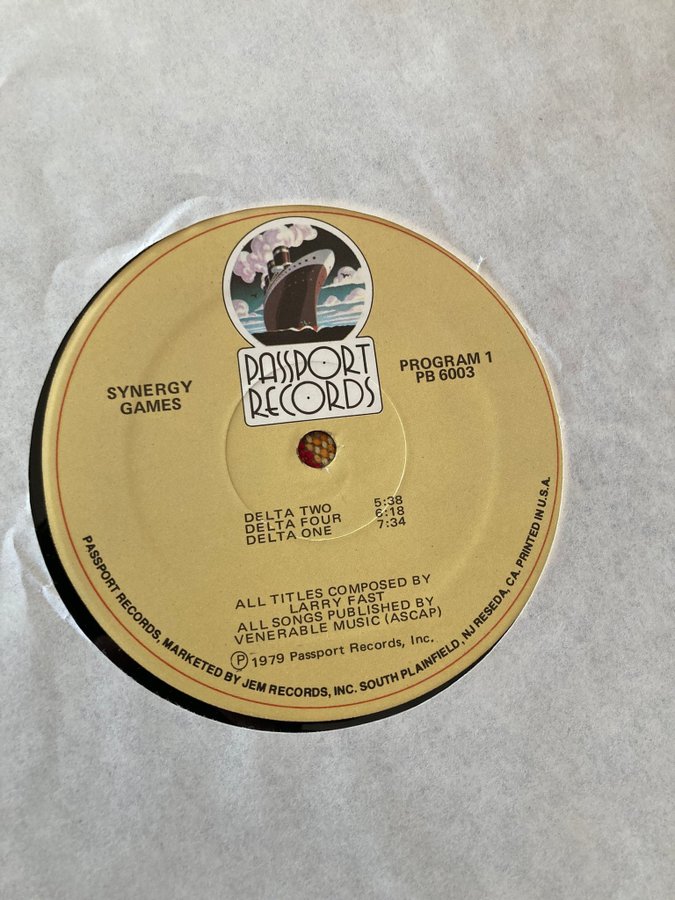 PASSPORT
RECORDS
SYNERGY
GAMES
PROGRAM 1
PB 6003
DELTA TWO 5:38
DELTA FOUR 6:18
DELTA ONE 7:34
ALL TITLES COMPOSED BY
LARRY FAST
ALL SONGS PUBLISHED BY
VENERABLE MUSIC (ASCAP)
Ⓟ 1979 Passport Records, Inc.
PASSPORT RECORDS, MARKETED BY JEM RECORDS, INC. SOUTH PLAINFIELD, NJ RESEDA, CA. PRINTED IN U.S.A.